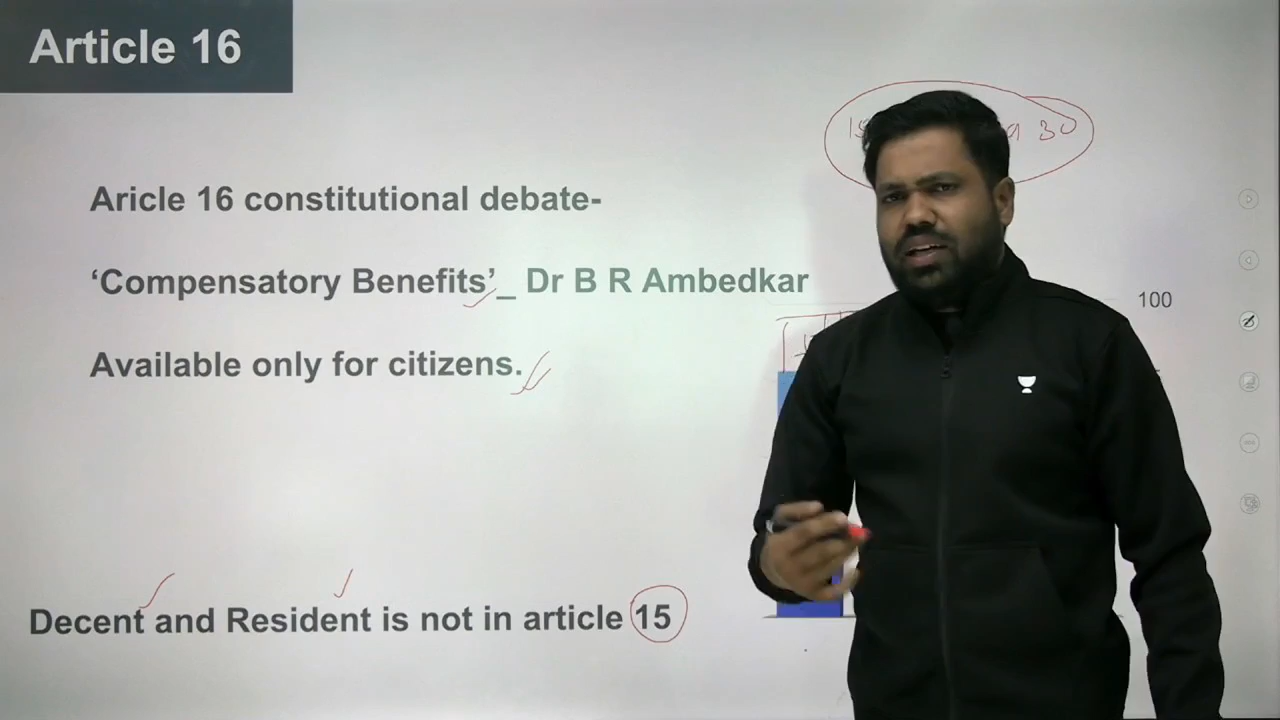 Article 16
Aricle 16 constitutional debate-
‘Compensatory Benefits’_ Dr B R Ambedkar
Available only for citizens.
Decent and Resident is not in article 15
30
100